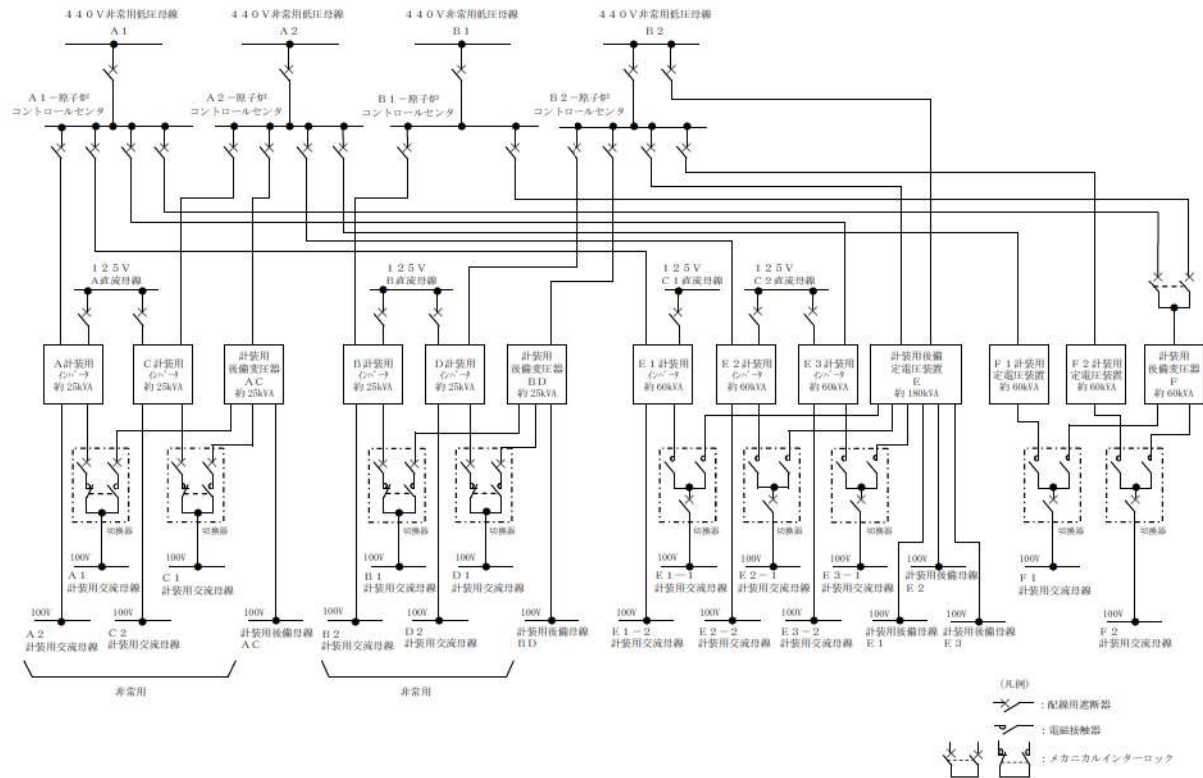 440V非常用低圧母線
A1
440V非常用低圧母線
A2
440V非常用低圧母線
B1
440V非常用低圧母線
B2
A1-原子炉
コントロールセンタ
A2-原子炉
コントロールセンタ
B1-原子炉
コントロールセンタ
B2-原子炉
コントロールセンタ
125V
A直流母線
125V
B直流母線
125V
C1直流母線
125V
C2直流母線
A計装用
インバータ
約25kVA
C計装用
インバータ
約25kVA
計装用
後備変圧器
AC
約25kVA
B計装用
インバータ
約25kVA
D計装用
インバータ
約25kVA
計装用
後備変圧器
BD
約25kVA
E1計装用
インバータ
約60kVA
E2計装用
インバータ
約60kVA
E3計装用
インバータ
約60kVA
計装用後備
定電圧装置
E
約180kVA
F1計装用
定電圧装置
約60kVA
F2計装用
定電圧装置
約60kVA
計装用
後備変圧器
F
約60kVA
切換器
切換器
切換器
切換器
切換器
切換器
切換器
切換器
切換器
100V
A1
計装用交流母線
100V
C1
計装用交流母線
100V
B1
計装用交流母線
100V
D1
計装用交流母線
100V
E1-1
計装用交流母線
100V
E2-1
計装用交流母線
100V
E3-1
計装用交流母線
100V
計装用後備母線
E2
100V
F1
計装用交流母線
100V
A2
計装用交流母線
100V
C2
計装用交流母線
100V
計装用後備母線
AC
100V
B2
計装用交流母線
100V
D2
計装用交流母線
100V
計装用後備母線
BD
100V
E1-2
計装用交流母線
100V
E2-2
計装用交流母線
100V
E3-2
計装用交流母線
100V
計装用後備母線
E1
100V
計装用後備母線
E3
100V
F2
計装用交流母線
非常用
非常用
(凡例)
:配線用遮断器
:電磁接触器
:メカニカルインターロック